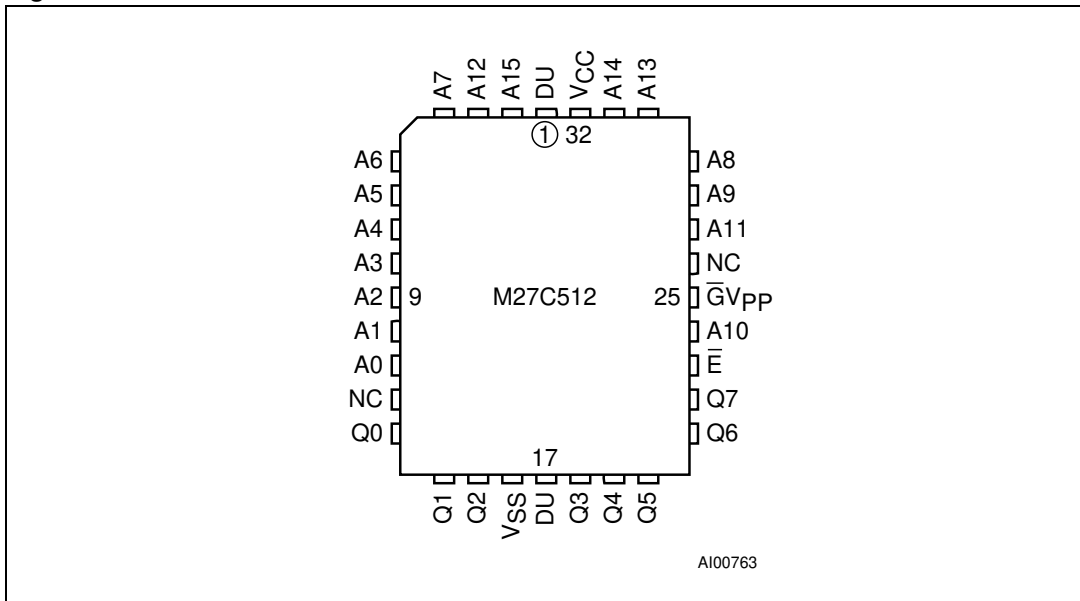 A7 A12 A15 DU VCC A14 A13
1 32
A6 A8
A5 A9
A4 A11
A3 NC
A2 9 M27C512 25 G̅VPP
A1 A10
A0 E̅
NC Q7
Q0 Q6
17
Q1 Q2 VSS DU Q3 Q4 Q5
AI00763